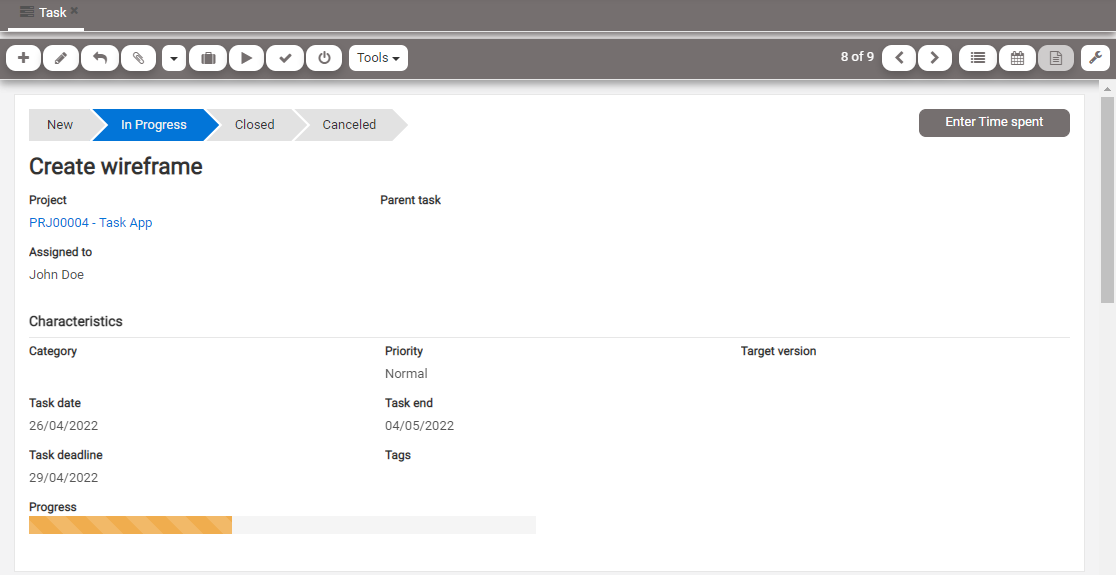 Task
Tools
8 of 9
New In Progress Closed Canceled
Enter Time spent
Create wireframe
Project Parent task
PRJ00004 - Task App
Assigned to
John Doe
Characteristics
Category Priority Target version
Normal
Task date Task end
26/04/2022 04/05/2022
Task deadline Tags
29/04/2022
Progress